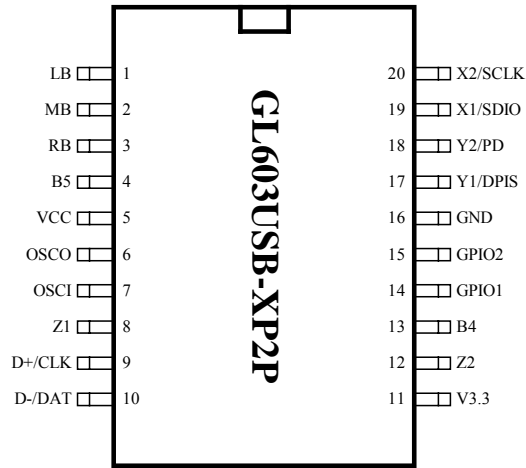 LB 1 20 X2/SCLK
MB 2 19 X1/SDIO
RB 3 18 Y2/PD
B5 4 17 Y1/DPIS
VCC 5 16 GND
OSCO 6 15 GPIO2
OSCI 7 14 GPIO1
Z1 8 13 B4
D+/CLK 9 12 Z2
D-/DAT 10 11 V3.3
GL603USB-XP2P